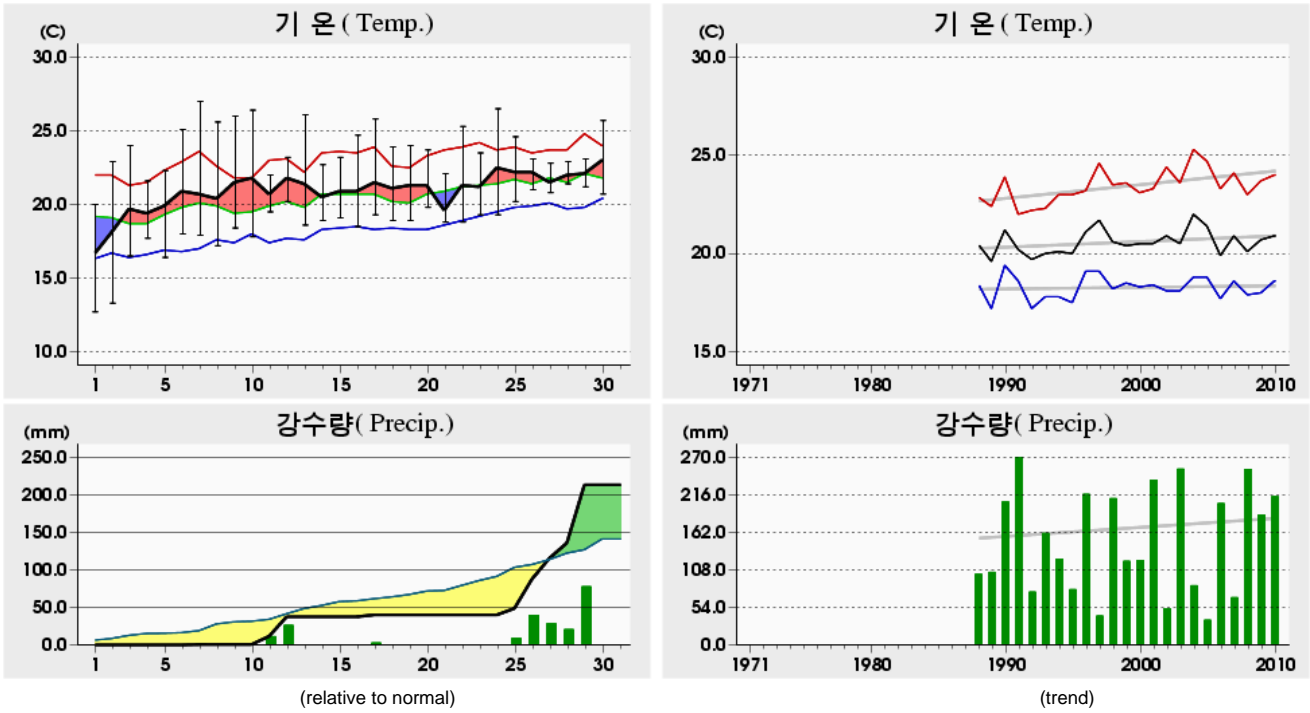 기 온 ( Temp.)
(C)
30.0
25.0
20.0
15.0
10.0
1 5 10 15 20 25 30
기 온 ( Temp.)
(C)
30.0
25.0
20.0
15.0
1971 1980 1990 2000 2010
강수량( Precip.)
(mm)
250.0
200.0
150.0
100.0
50.0
0.0
1 5 10 15 20 25 30
(relative to normal)
강수량( Precip.)
(mm)
270.0
216.0
162.0
108.0
54.0
0.0
1971 1980 1990 2000 2010
(trend)